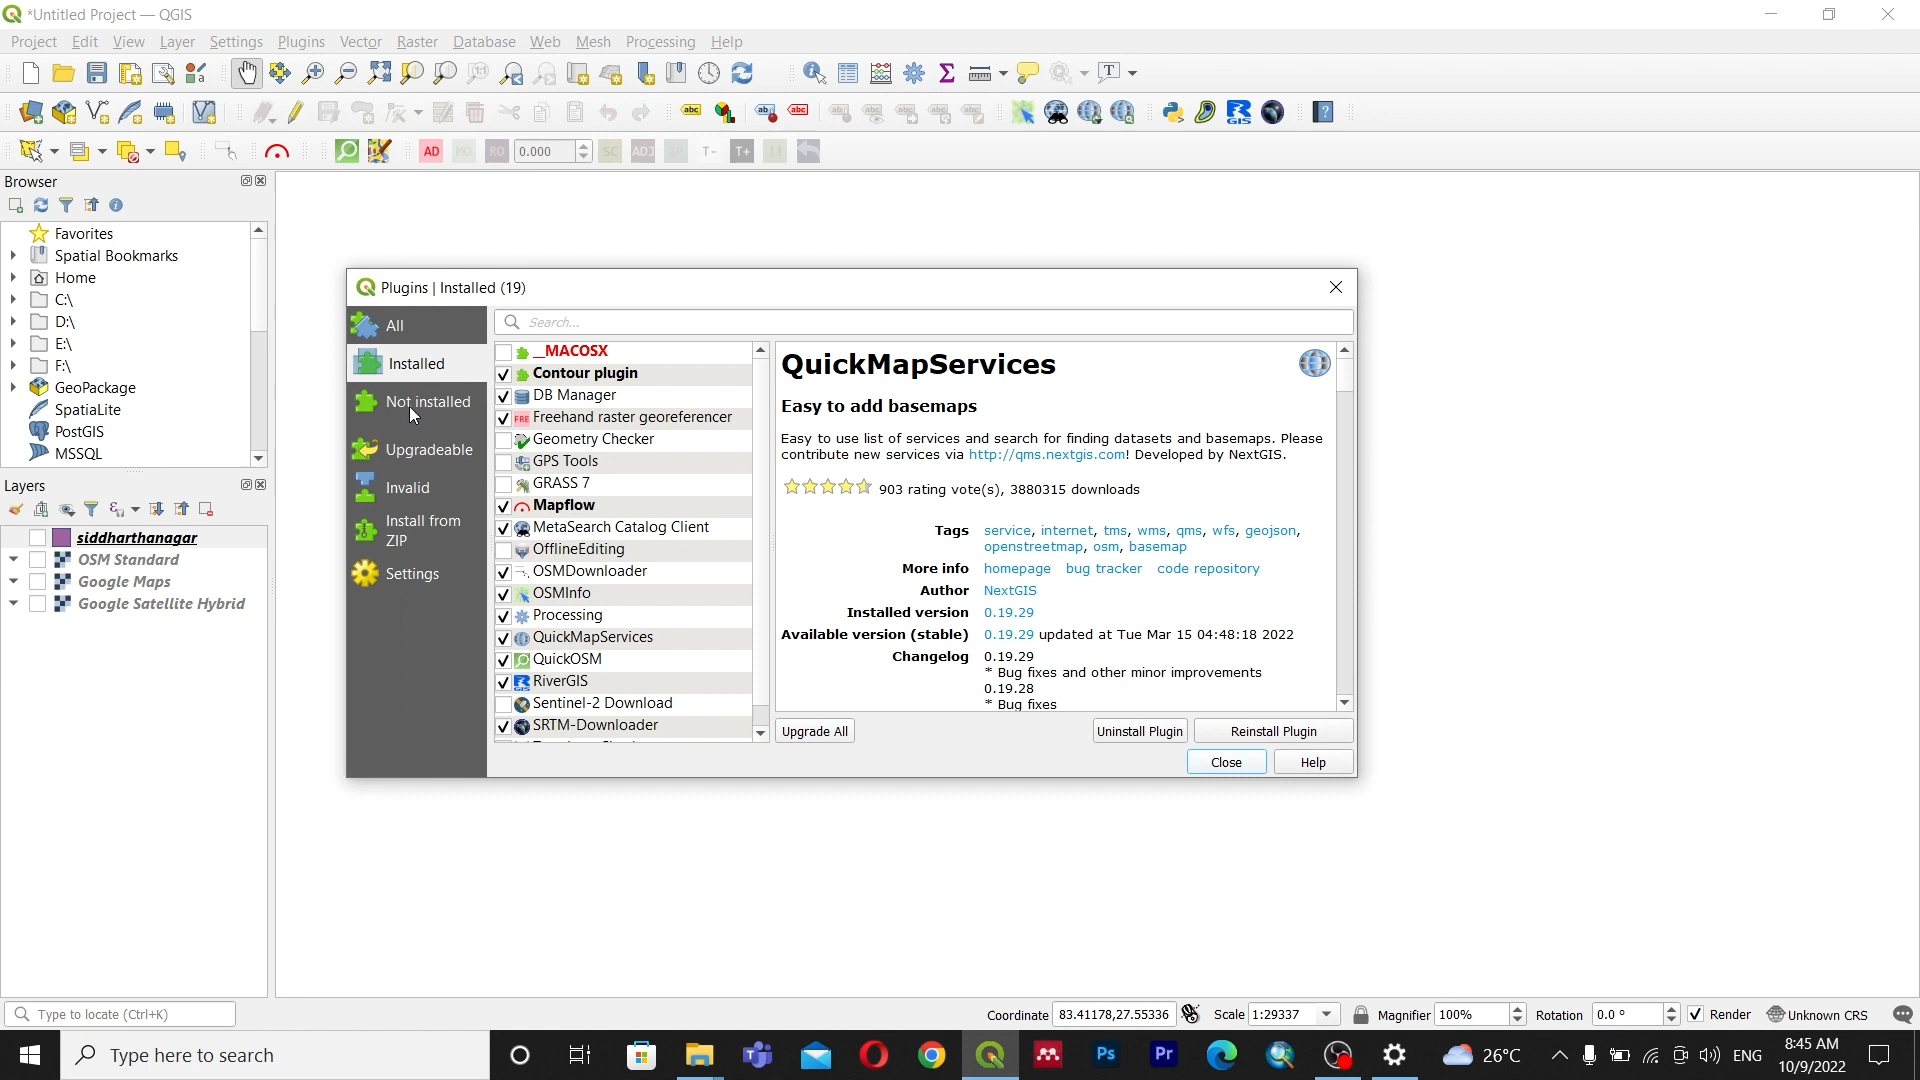 *Untitled Project — QGIS
Project Edit View Layer Settings Plugins Vector Raster Database Web Mesh Processing Help
0.000
Browser
Favorites
Spatial Bookmarks
Home
C:\
D:\
E:\
F:\
GeoPackage
SpatiaLite
PostGIS
MSSQL
Layers
siddharthanagar
OSM Standard
Google Maps
Google Satellite Hybrid
Plugins | Installed (19)
All
Installed
Not installed
Upgradeable
Invalid
Install from
ZIP
Settings
Search...
__MACOSX
Contour plugin
DB Manager
Freehand raster georeferencer
Geometry Checker
GPS Tools
GRASS 7
Mapflow
MetaSearch Catalog Client
OfflineEditing
OSMDownloader
OSMInfo
Processing
QuickMapServices
QuickOSM
RiverGIS
Sentinel-2 Download
SRTM-Downloader
QuickMapServices
Easy to add basemaps
Easy to use list of services and search for finding datasets and basemaps. Please
contribute new services via http://qms.nextgis.com! Developed by NextGIS.
903 rating vote(s), 3880315 downloads
Tags service, internet, tms, wms, qms, wfs, geojson,
openstreetmap, osm, basemap
More info homepage bug tracker code repository
Author NextGIS
Installed version 0.19.29
Available version (stable) 0.19.29 updated at Tue Mar 15 04:48:18 2022
Changelog 0.19.29
* Bug fixes and other minor improvements
0.19.28
* Bug fixes
Upgrade All
Uninstall Plugin
Reinstall Plugin
Close
Help
Type to locate (Ctrl+K)
Coordinate 83.41178,27.55336 Scale 1:29337 Magnifier 100% Rotation 0.0 ° Render Unknown CRS
Type here to search
26°C
ENG
8:45 AM
10/9/2022